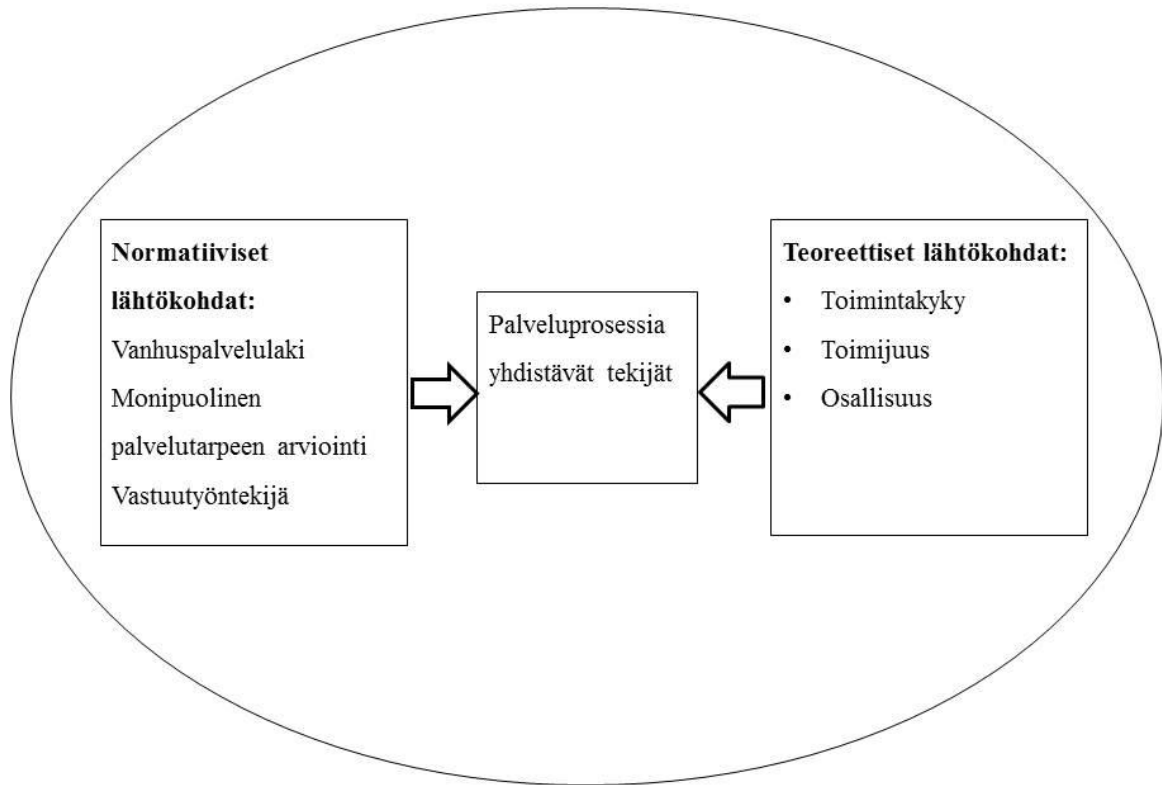 Normatiiviset
lähtökohdat:
Vanhuspalvelulaki
Monipuolinen
palvelutarpeen arviointi
Vastuutyöntekijä
Palveluprosessia
yhdistävät tekijät
Teoreettiset lähtökohdat:
• Toimintakyky
• Toimijuus
• Osallisuus